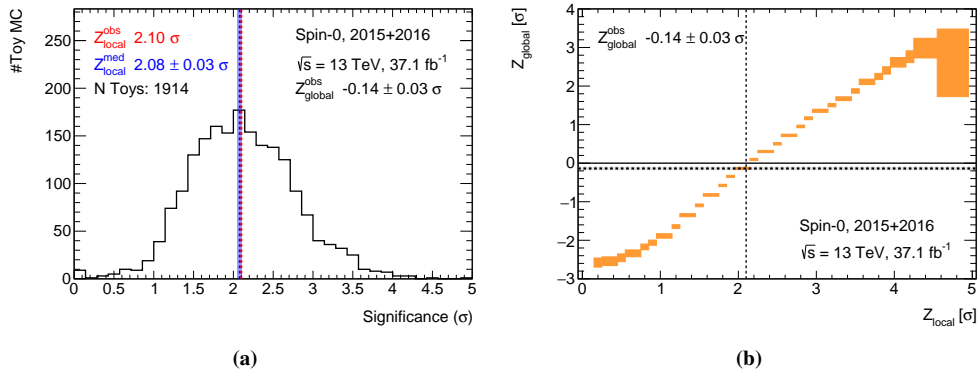 #Toy MC
250
200
150
100
50
0
Z^obs_local 2.10 σ
Z^med_local 2.08 ± 0.03 σ
N Toys: 1914
Spin-0, 2015+2016
√s = 13 TeV, 37.1 fb⁻¹
Z^obs_global -0.14 ± 0.03 σ
0 0.5 1 1.5 2 2.5 3 3.5 4 4.5 5
Significance (σ)
(a)
Z_global [σ]
4
3
2
1
0
−1
−2
−3
Z^obs_global -0.14 ± 0.03 σ
Spin-0, 2015+2016
√s = 13 TeV, 37.1 fb⁻¹
0 1 2 3 4 5
Z_local [σ]
(b)